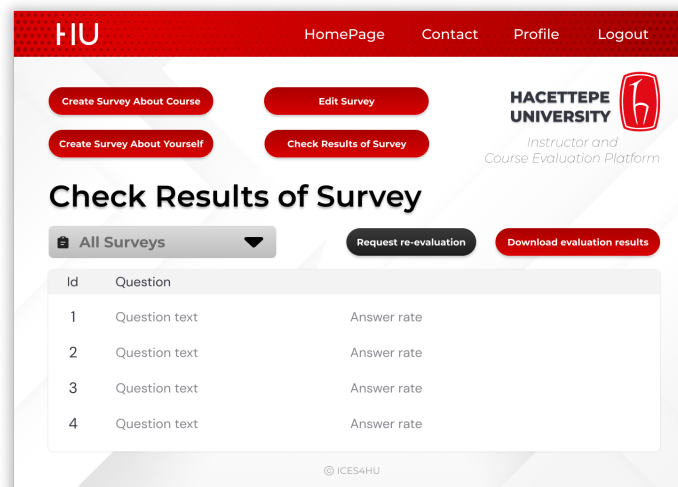 HU HomePage Contact Profile Logout
Create Survey About Course Edit Survey
Create Survey About Yourself Check Results of Survey
HACETTEPE
UNIVERSITY
Instructor and
Course Evaluation Platform
Check Results of Survey
All Surveys Request re-evaluation Download evaluation results
Id Question
1 Question text Answer rate
2 Question text Answer rate
3 Question text Answer rate
4 Question text Answer rate
© ICES4HU